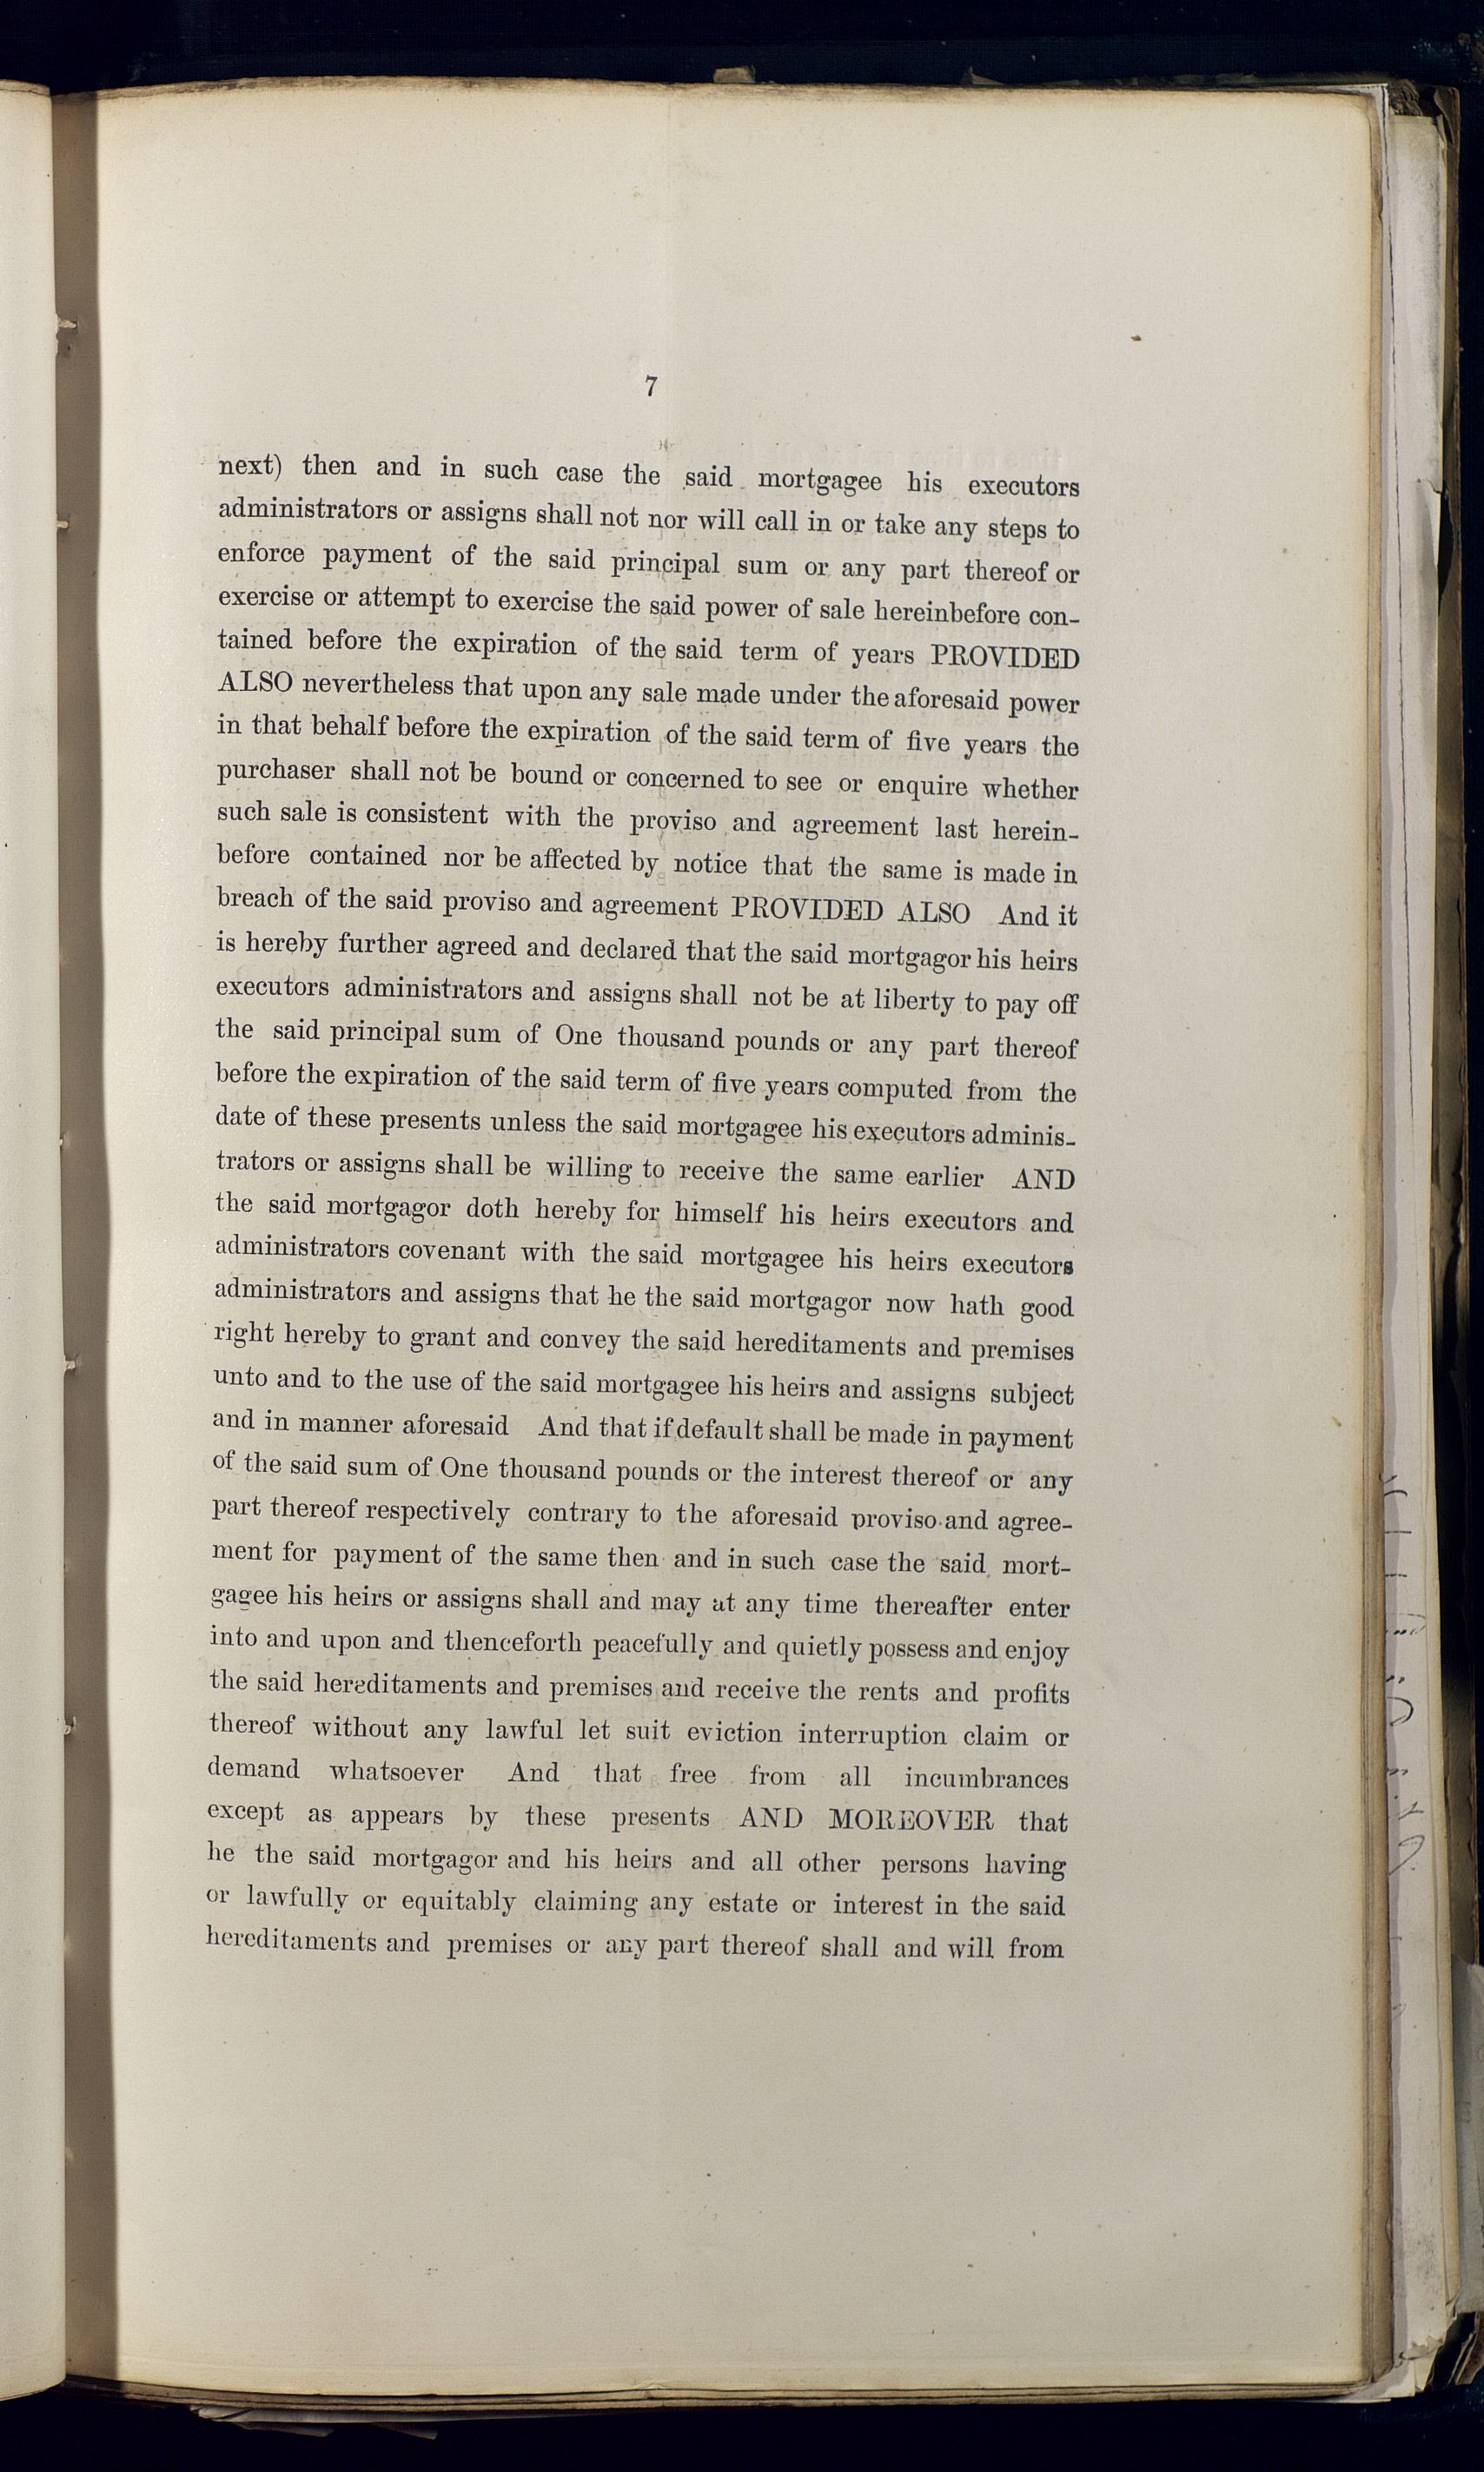 7
next) then and in such case the said mortgagee his executors
administrators or assigns shall not nor will call in or take any steps to
enforce payment of the said principal sum or any part thereof or
exercise or attempt to exercise the said power of sale hereinbefore con-
tained before the expiration of the said term of years PROVIDED
ALSO nevertheless that upon any sale made under the aforesaid power
in that behalf before the expiration of the said term of five years the
purchaser shall not be bound or concerned to see or enquire whether
such sale is consistent with the proviso and agreement last herein-
before contained nor be affected by notice that the same is made in
breach of the said proviso and agreement PROVIDED ALSO And it
is hereby further agreed and declared that the said mortgagor his heirs
executors administrators and assigns shall not be at liberty to pay off
the said principal sum of One thousand pounds or any part thereof
before the expiration of the said term of five years computed from the
date of these presents unless the said mortgagee his executors adminis-
trators or assigns shall be willing to receive the same earlier AND
the said mortgagor doth hereby for himself his heirs executors and
administrators covenant with the said mortgagee his heirs executors
administrators and assigns that he the said mortgagor now hath good
right hereby to grant and convey the said hereditaments and premises
unto and to the use of the said mortgagee his heirs and assigns subject
and in manner aforesaid And that if default shall be made in payment
of the said sum of One thousand pounds or the interest thereof or any
part thereof respectively contrary to the aforesaid proviso and agree-
ment for payment of the same then and in such case the said mort-
gagee his heirs or assigns shall and may at any time thereafter enter
into and upon and thenceforth peacefully and quietly possess and enjoy
the said hereditaments and premises and receive the rents and profits
thereof without any lawful let suit eviction interruption claim or
demand whatsoever And that free from all incumbrances
except as appears by these presents AND MOREOVER that
he the said mortgagor and his heirs and all other persons having
or lawfully or equitably claiming any estate or interest in the said
hereditaments and premises or any part thereof shall and will from